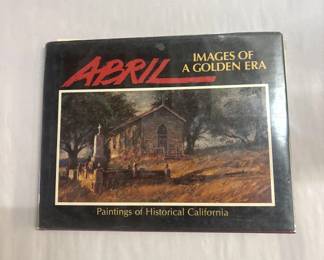 ABRIL
IMAGES OF
A GOLDEN ERA
Paintings of Historical California